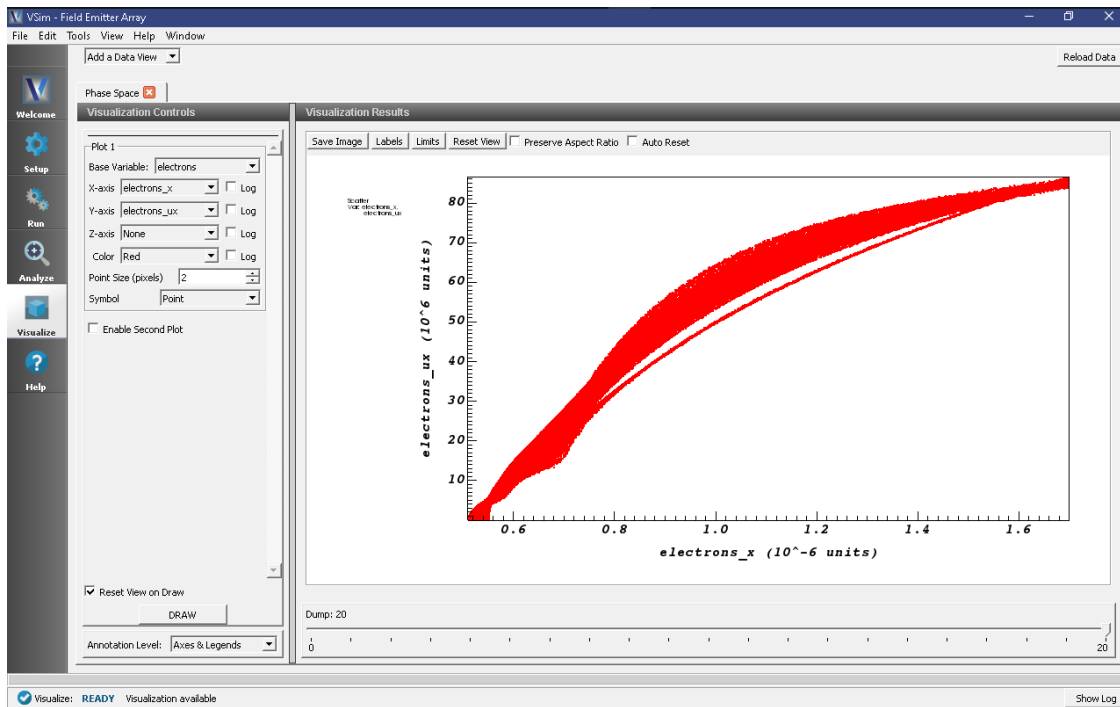 VSim - Field Emitter Array
File Edit Tools View Help Window
Add a Data View
Reload Data
Welcome
Setup
Run
Analyze
Visualize
Help
Phase Space
Visualization Controls
Plot 1
Base Variable: electrons
X-axis electrons_x Log
Y-axis electrons_ux Log
Z-axis None Log
Color Red Log
Point Size (pixels) 2
Symbol Point
Enable Second Plot
Reset View on Draw
DRAW
Annotation Level: Axes & Legends
Visualization Results
Save Image Labels Limits Reset View Preserve Aspect Ratio Auto Reset
Scatter
Var: electrons_x,
electrons_ux
electrons_ux (10^6 units)
80
70
60
50
40
30
20
10
0.6 0.8 1.0 1.2 1.4 1.6
electrons_x (10^-6 units)
Dump: 20
0 20
Visualize: READY Visualization available
Show Log